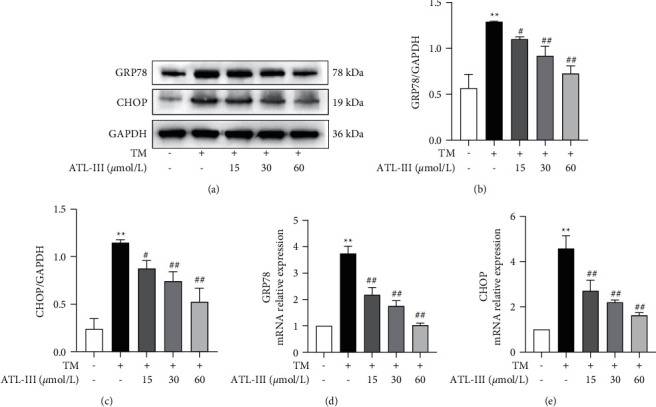 GRP78 78 kDa
CHOP 19 kDa
GAPDH 36 kDa
TM - + + + +
ATL-III (μmol/L) - - 15 30 60
(a)
GRP78/GAPDH
1.5
1.0
0.5
0.0
** # ## ##
TM - + + + +
ATL-III (μmol/L) - - 15 30 60
(b)
CHOP/GAPDH
1.5
1.0
0.5
0.0
** # ## ##
TM - + + + +
ATL-III (μmol/L) - - 15 30 60
(c)
GRP78
mRNA relative expression
5
4
3
2
1
0
** ## ## ##
TM - + + + +
ATL-III (μmol/L) - - 15 30 60
(d)
CHOP
mRNA relative expression
6
4
2
0
** ## ## ##
TM - + + + +
ATL-III (μmol/L) - - 15 30 60
(e)